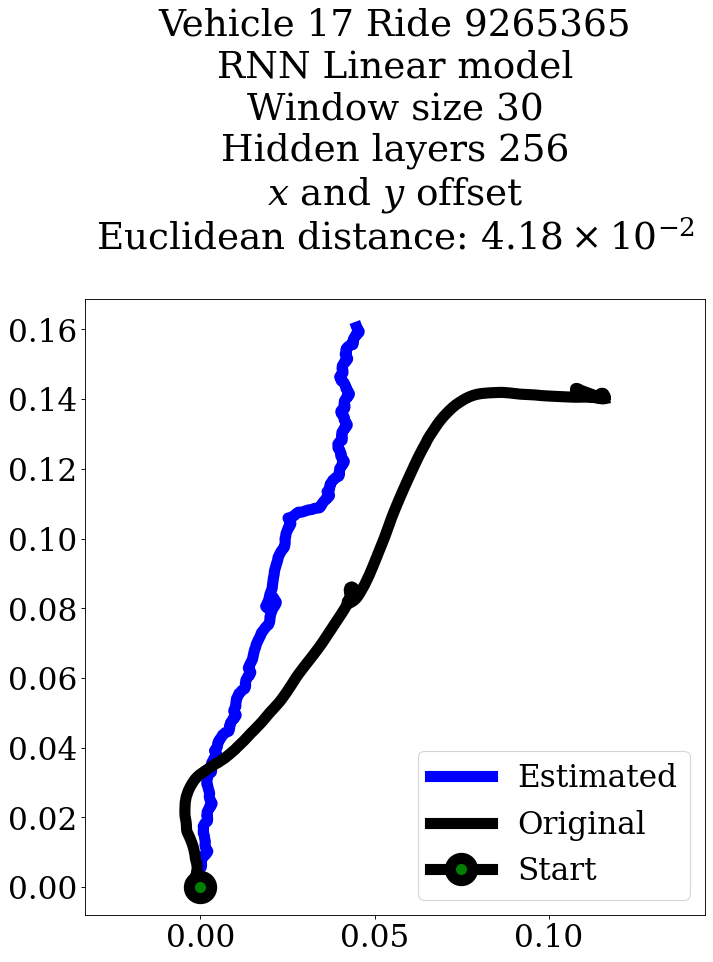 Vehicle 17 Ride 9265365
RNN Linear model
Window size 30
Hidden layers 256
x and y offset
Euclidean distance: 4.18 × 10⁻²
0.16
0.14
0.12
0.10
0.08
0.06
0.04
0.02
0.00
Estimated
Original
Start
0.00 0.05 0.10